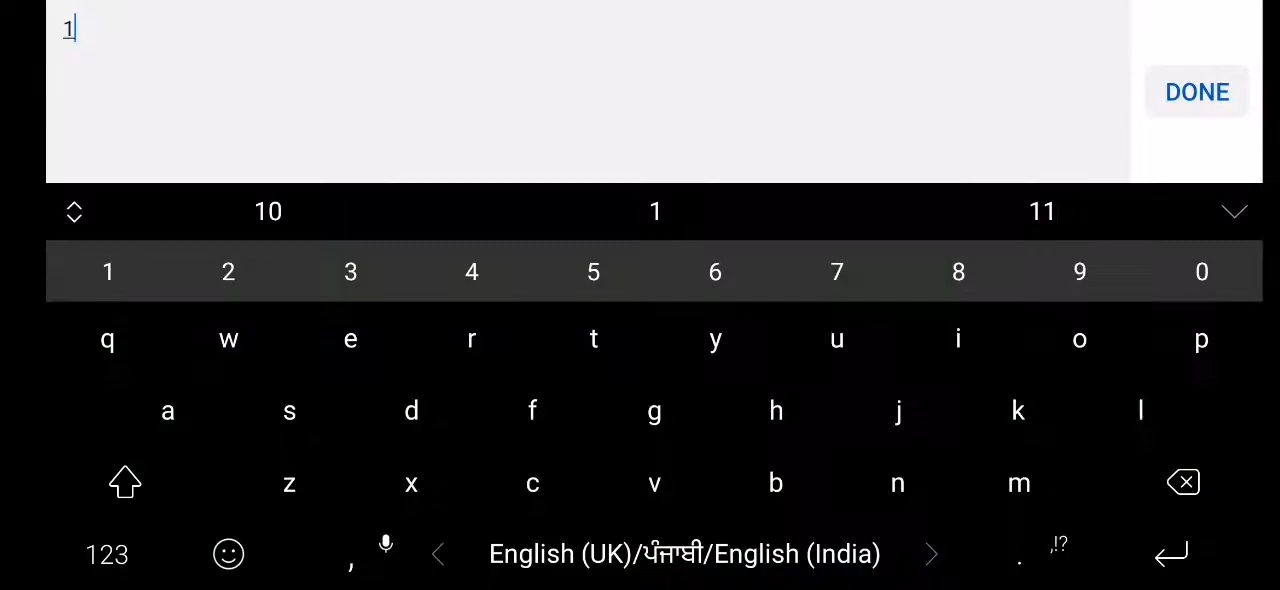 1
DONE
10 1 11
1 2 3 4 5 6 7 8 9 0
q w e r t y u i o p
a s d f g h j k l
z x c v b n m
123 , English (UK)/ਪੰਜਾਬੀ/English (India) . ,!?